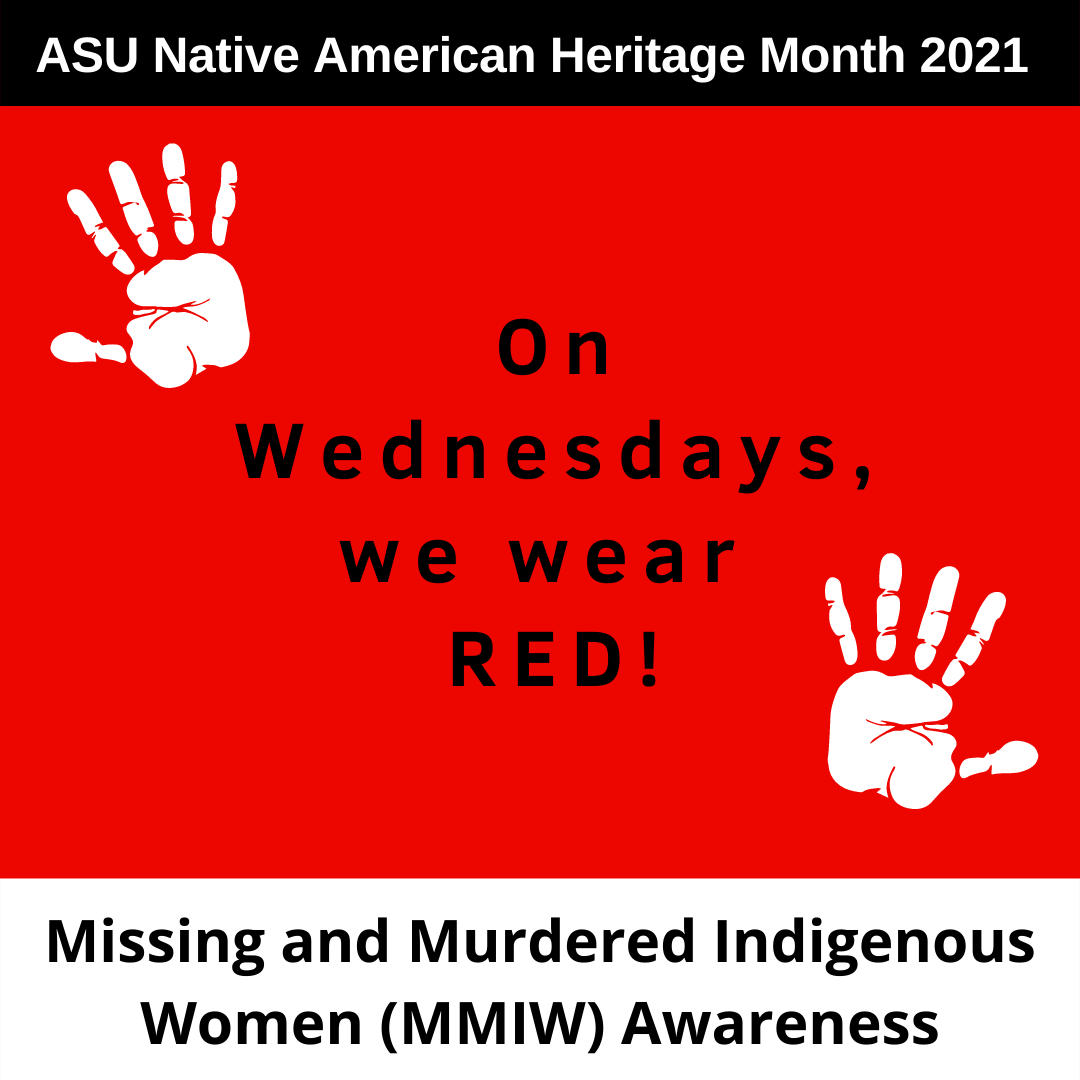 ASU Native American Heritage Month 2021
On
Wednesdays,
we wear
RED!
Missing and Murdered Indigenous
Women (MMIW) Awareness